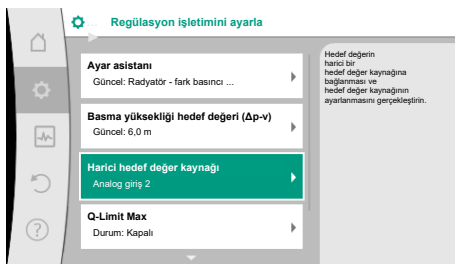 Regülasyon işletimini ayarla
Ayar asistanı
Güncel: Radyatör - fark basıncı ...
Basma yüksekliği hedef değeri (Δp-v)
Güncel: 6,0 m
Harici hedef değer kaynağı
Analog giriş 2
Q-Limit Max
Durum: Kapalı
Hedef değerin
harici bir
hedef değer kaynağına
bağlanması ve
hedef değer kaynağının
ayarlanmasını gerçekleştirin.